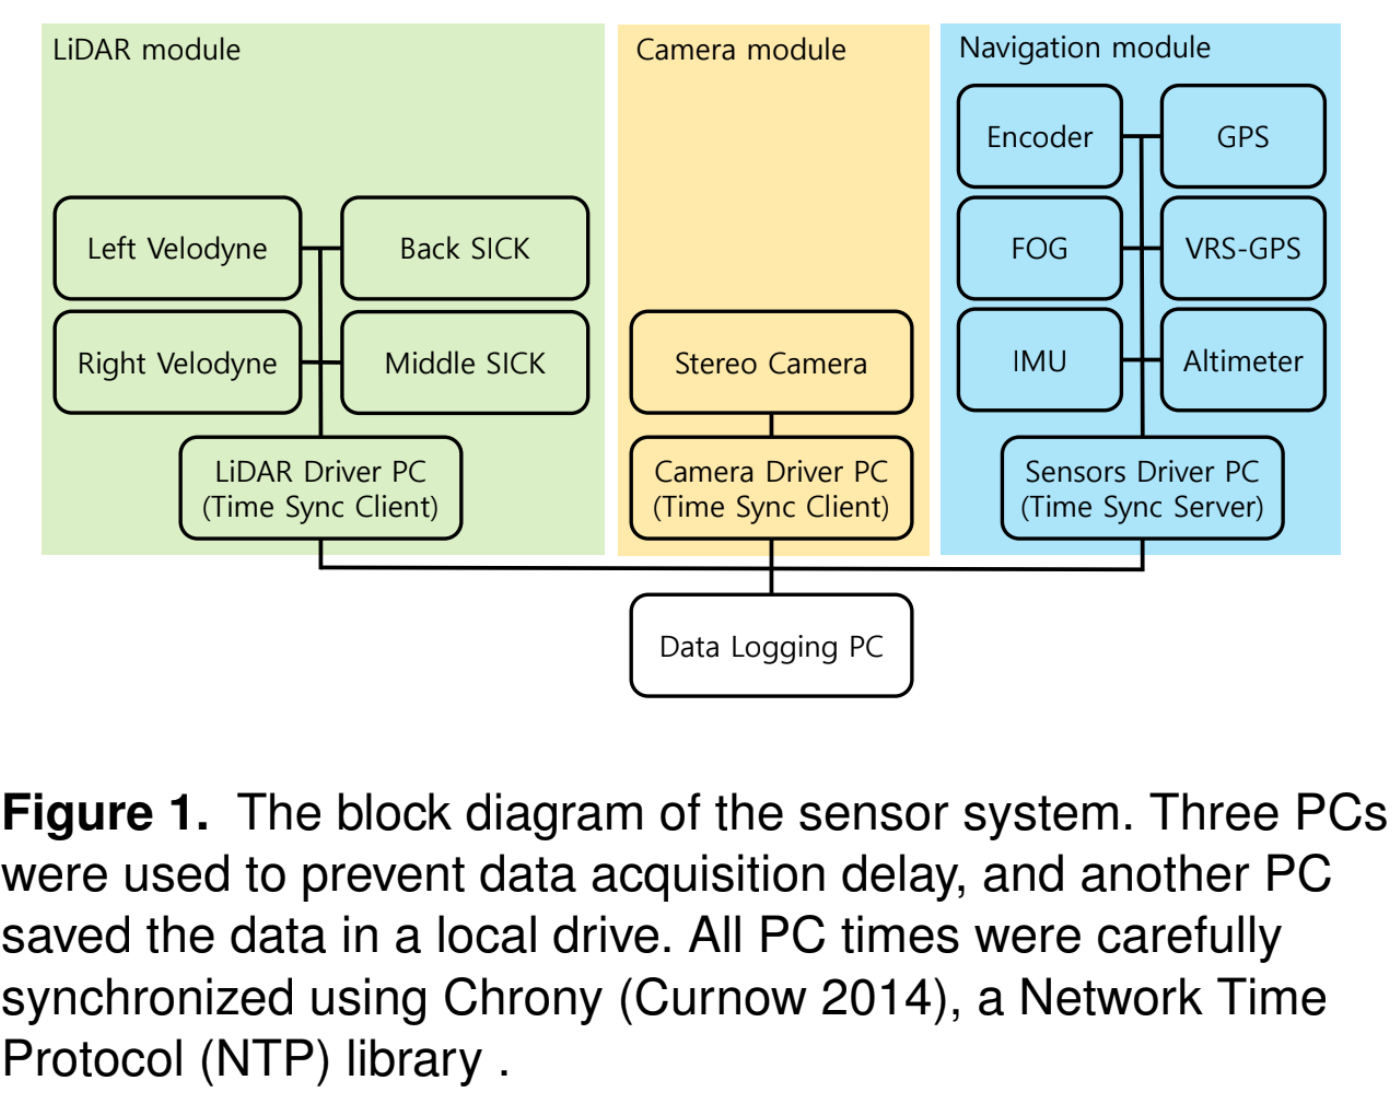 LiDAR module
Camera module
Navigation module
Encoder
GPS
Left Velodyne
Back SICK
FOG
VRS-GPS
Right Velodyne
Middle SICK
Stereo Camera
IMU
Altimeter
LiDAR Driver PC
(Time Sync Client)
Camera Driver PC
(Time Sync Client)
Sensors Driver PC
(Time Sync Server)
Data Logging PC
Figure 1. The block diagram of the sensor system. Three PCs
were used to prevent data acquisition delay, and another PC
saved the data in a local drive. All PC times were carefully
synchronized using Chrony (Curnow 2014), a Network Time
Protocol (NTP) library .